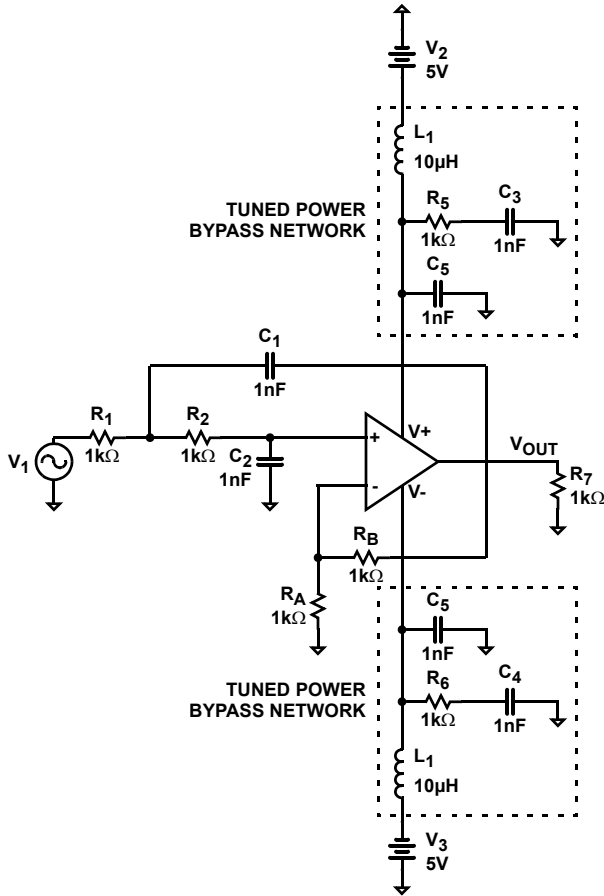 V2
5V
L1
10µH
TUNED POWER
BYPASS NETWORK
R5
1kΩ
C3
1nF
C5
1nF
C1
1nF
R1
1kΩ
R2
1kΩ
V1
C2
1nF
+
-
V+
V-
VOUT
R7
1kΩ
RB
1kΩ
RA
1kΩ
C5
1nF
TUNED POWER
BYPASS NETWORK
R6
1kΩ
C4
1nF
L1
10µH
V3
5V